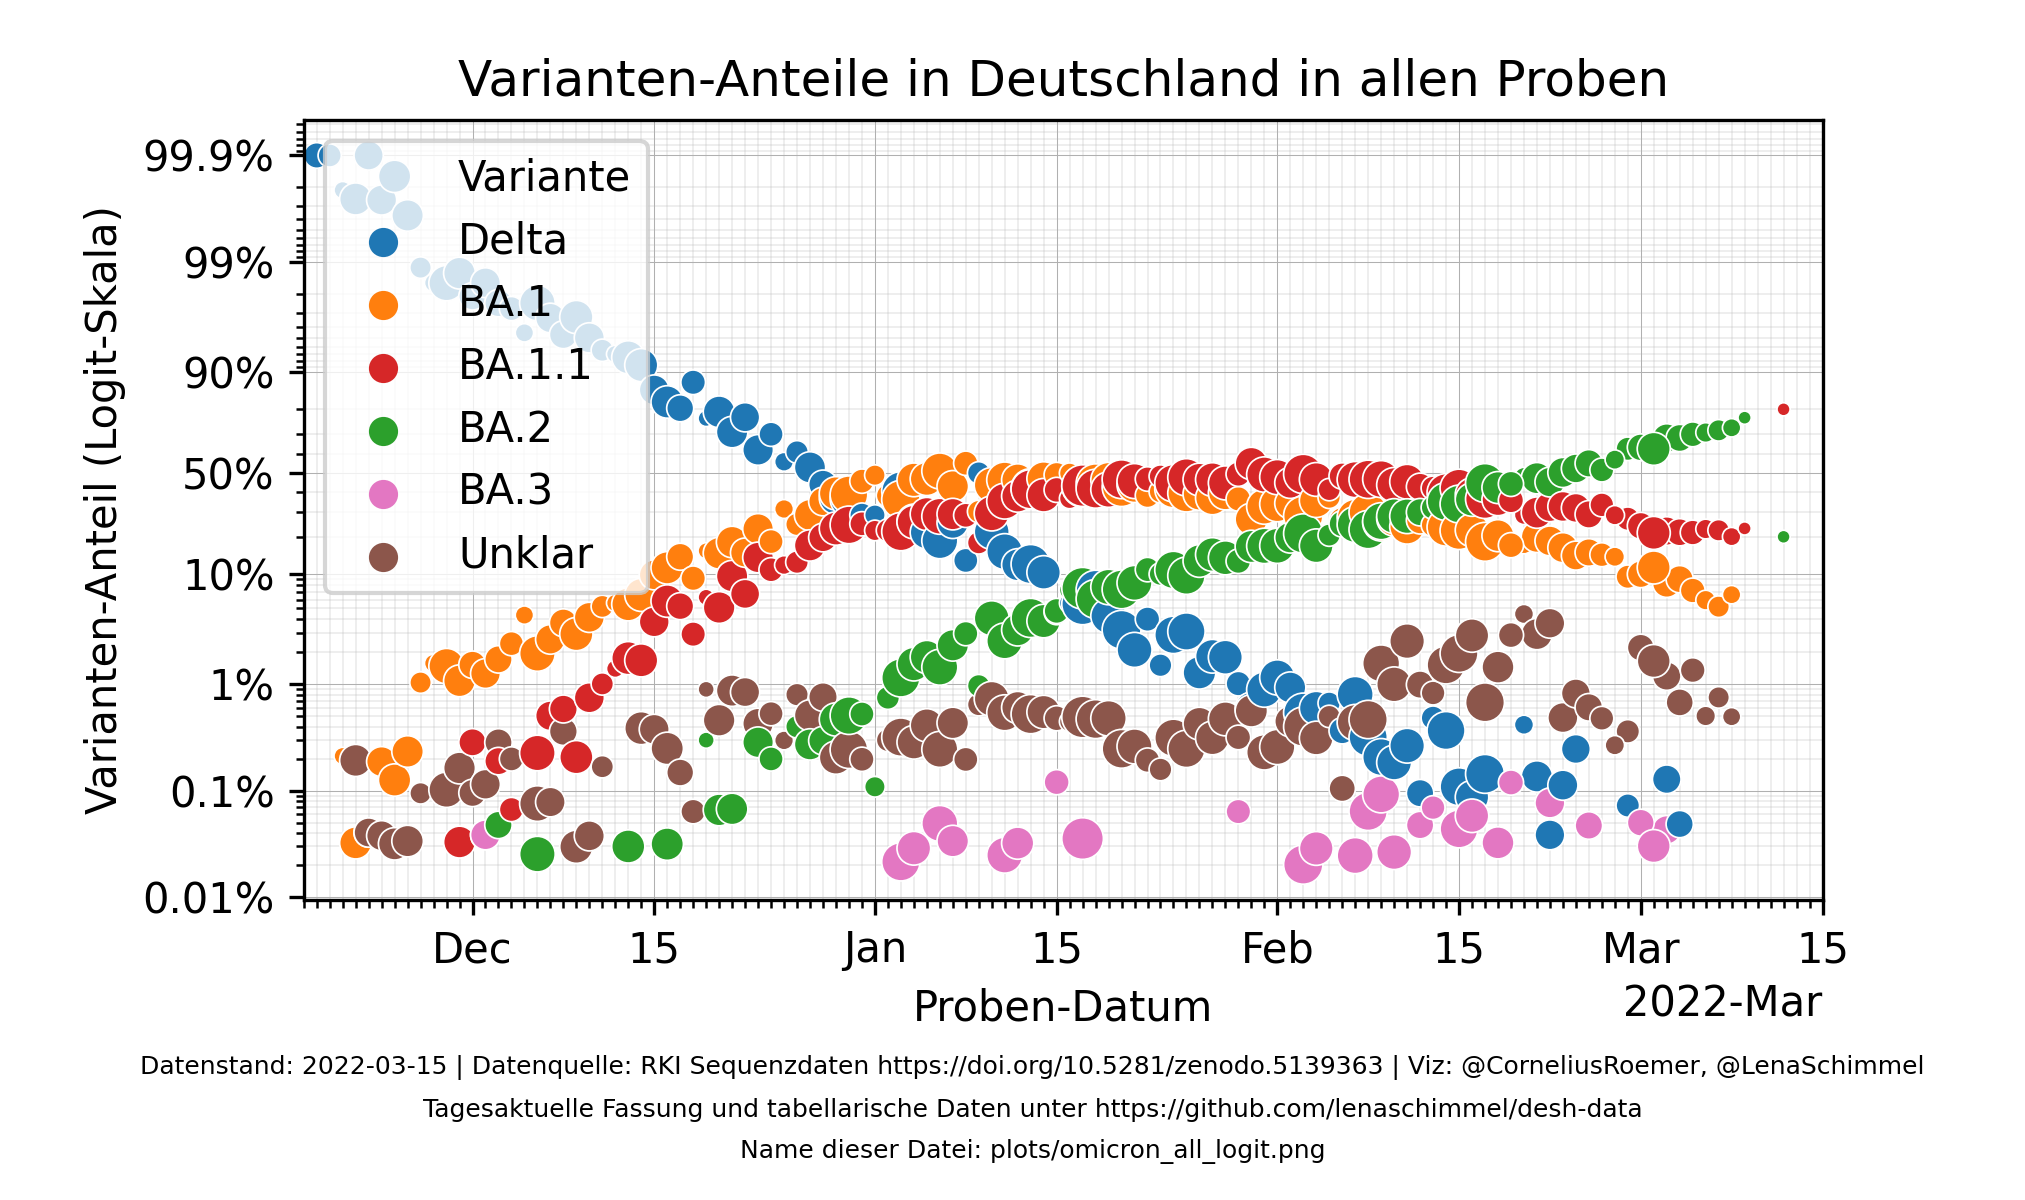 Varianten-Anteile in Deutschland in allen Proben
Varianten-Anteil (Logit-Skala)
99.9%
99%
90%
50%
10%
1%
0.1%
0.01%
Variante
Delta
BA.1
BA.1.1
BA.2
BA.3
Unklar
Dec 15 Jan 15 Feb 15 Mar 15
2022-Mar
Proben-Datum
Datenstand: 2022-03-15 | Datenquelle: RKI Sequenzdaten https://doi.org/10.5281/zenodo.5139363 | Viz: @CorneliusRoemer, @LenaSchimmel
Tagesaktuelle Fassung und tabellarische Daten unter https://github.com/lenaschimmel/desh-data
Name dieser Datei: plots/omicron_all_logit.png